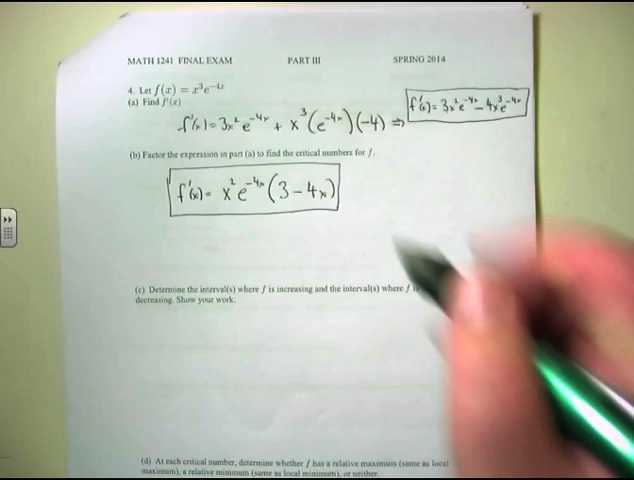 MATH 1241 FINAL EXAM PART III SPRING 2014
4. Let f(x) = x³e⁻⁴ˣ
(a) Find f'(x)
f'(x) = 3x²e⁻⁴ˣ + x³(e⁻⁴ˣ)(-4) ⇒ f'(x) = 3x²e⁻⁴ˣ - 4x³e⁻⁴ˣ
(b) Factor the expression in part (a) to find the critical numbers for f.
f'(x) = x²e⁻⁴ˣ(3 - 4x)
(c) Determine the interval(s) where f is increasing and the interval(s) where f
decreasing. Show your work.
(d) At each critical number, determine whether f has a relative maximum (same as local
maximum), a relative minimum (same as local minimum), or neither.